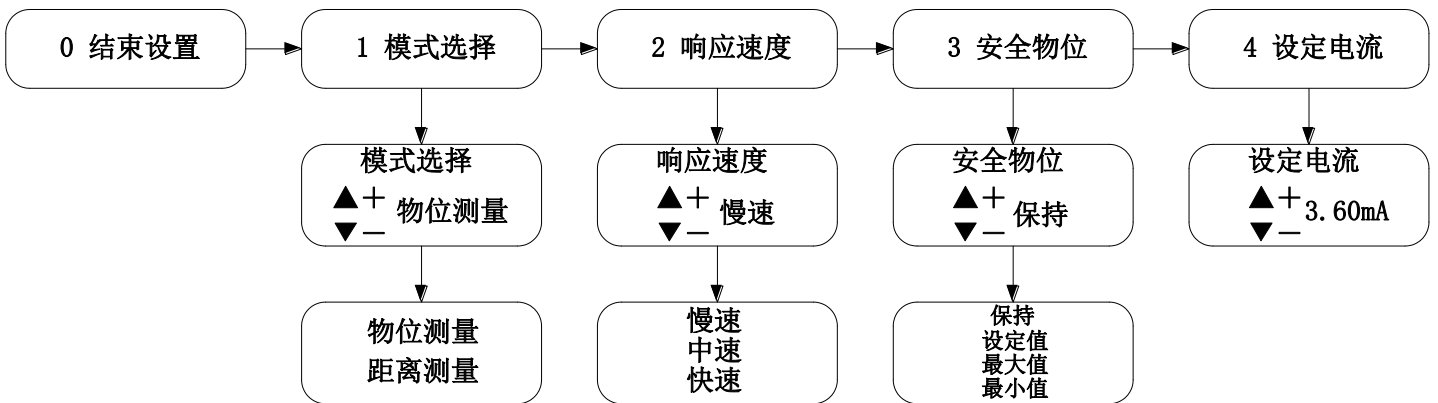 0 结束设置
1 模式选择
2 响应速度
3 安全物位
4 设定电流
模式选择
▲+
物位测量
▼-
响应速度
▲+
慢速
▼-
安全物位
▲+
保持
▼-
设定电流
▲+
3.60mA
▼-
物位测量
距离测量
慢速
中速
快速
保持
设定值
最大值
最小值